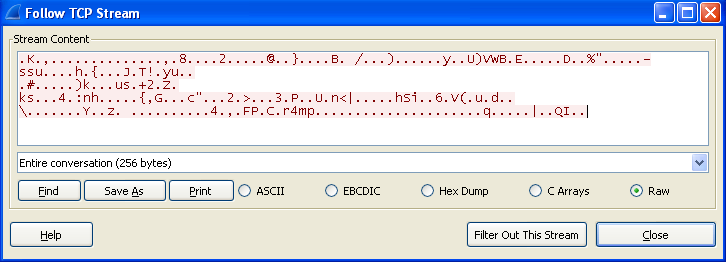 Follow TCP Stream
Stream Content
.K.,..............,.8....2.....@..}....B. /...)......y..U)VWB.E.....D..%".....-
ssu....h.{...J.T!.yu..
.#.....)k...us.+2.Z.
ks...4.:nh.....{,G...c"...2.>...3.P..U.n<|.....hSi..6.V(.u.d..
\.......Y..z. ...........4.,.FP.C.r4mp.....................q.....|..QI..
Entire conversation (256 bytes)
Find Save As Print ASCII EBCDIC Hex Dump C Arrays Raw
Help Filter Out This Stream Close